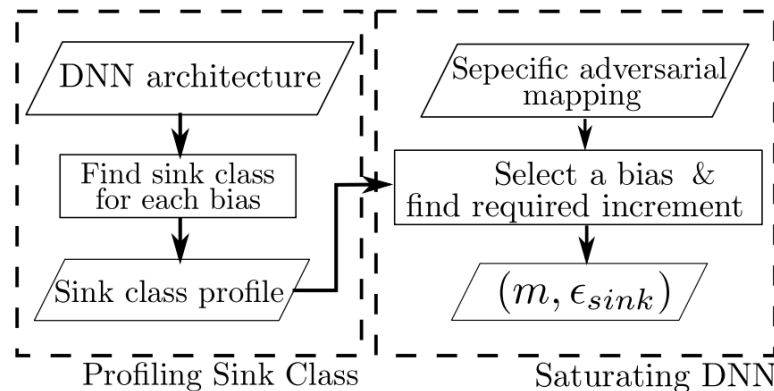 DNN architecture
Find sink class
for each bias
Sink class profile
Profiling Sink Class
Sepecific adversarial
mapping
Select a bias &
find required increment
(m, ϵsink)
Saturating DNN